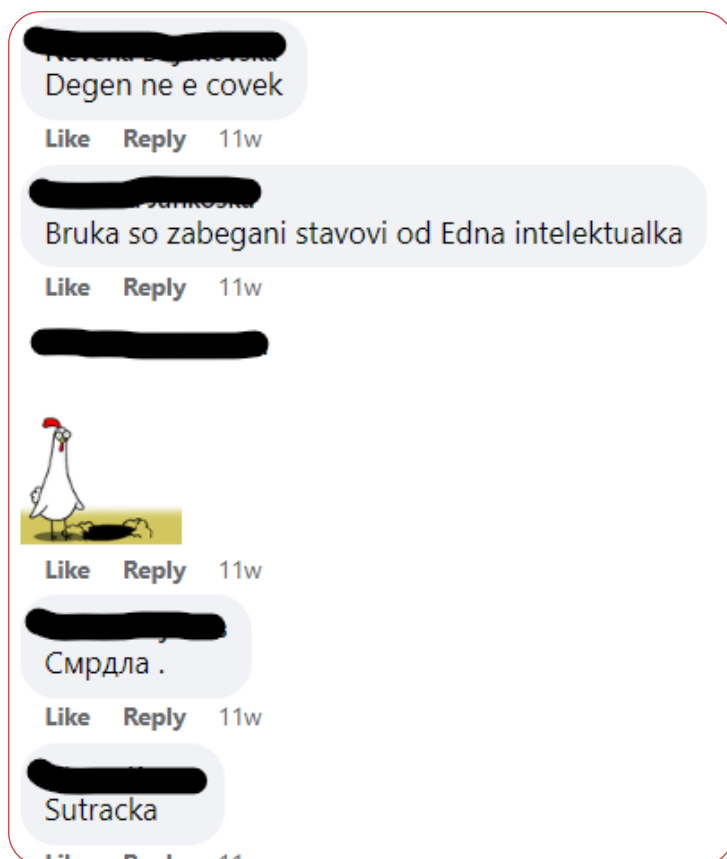 Degen ne e covek
Like Reply 11w
Bruka so zabegani stavovi od Edna intelektualka
Like Reply 11w
Like Reply 11w
Смрдла .
Like Reply 11w
Sutracka